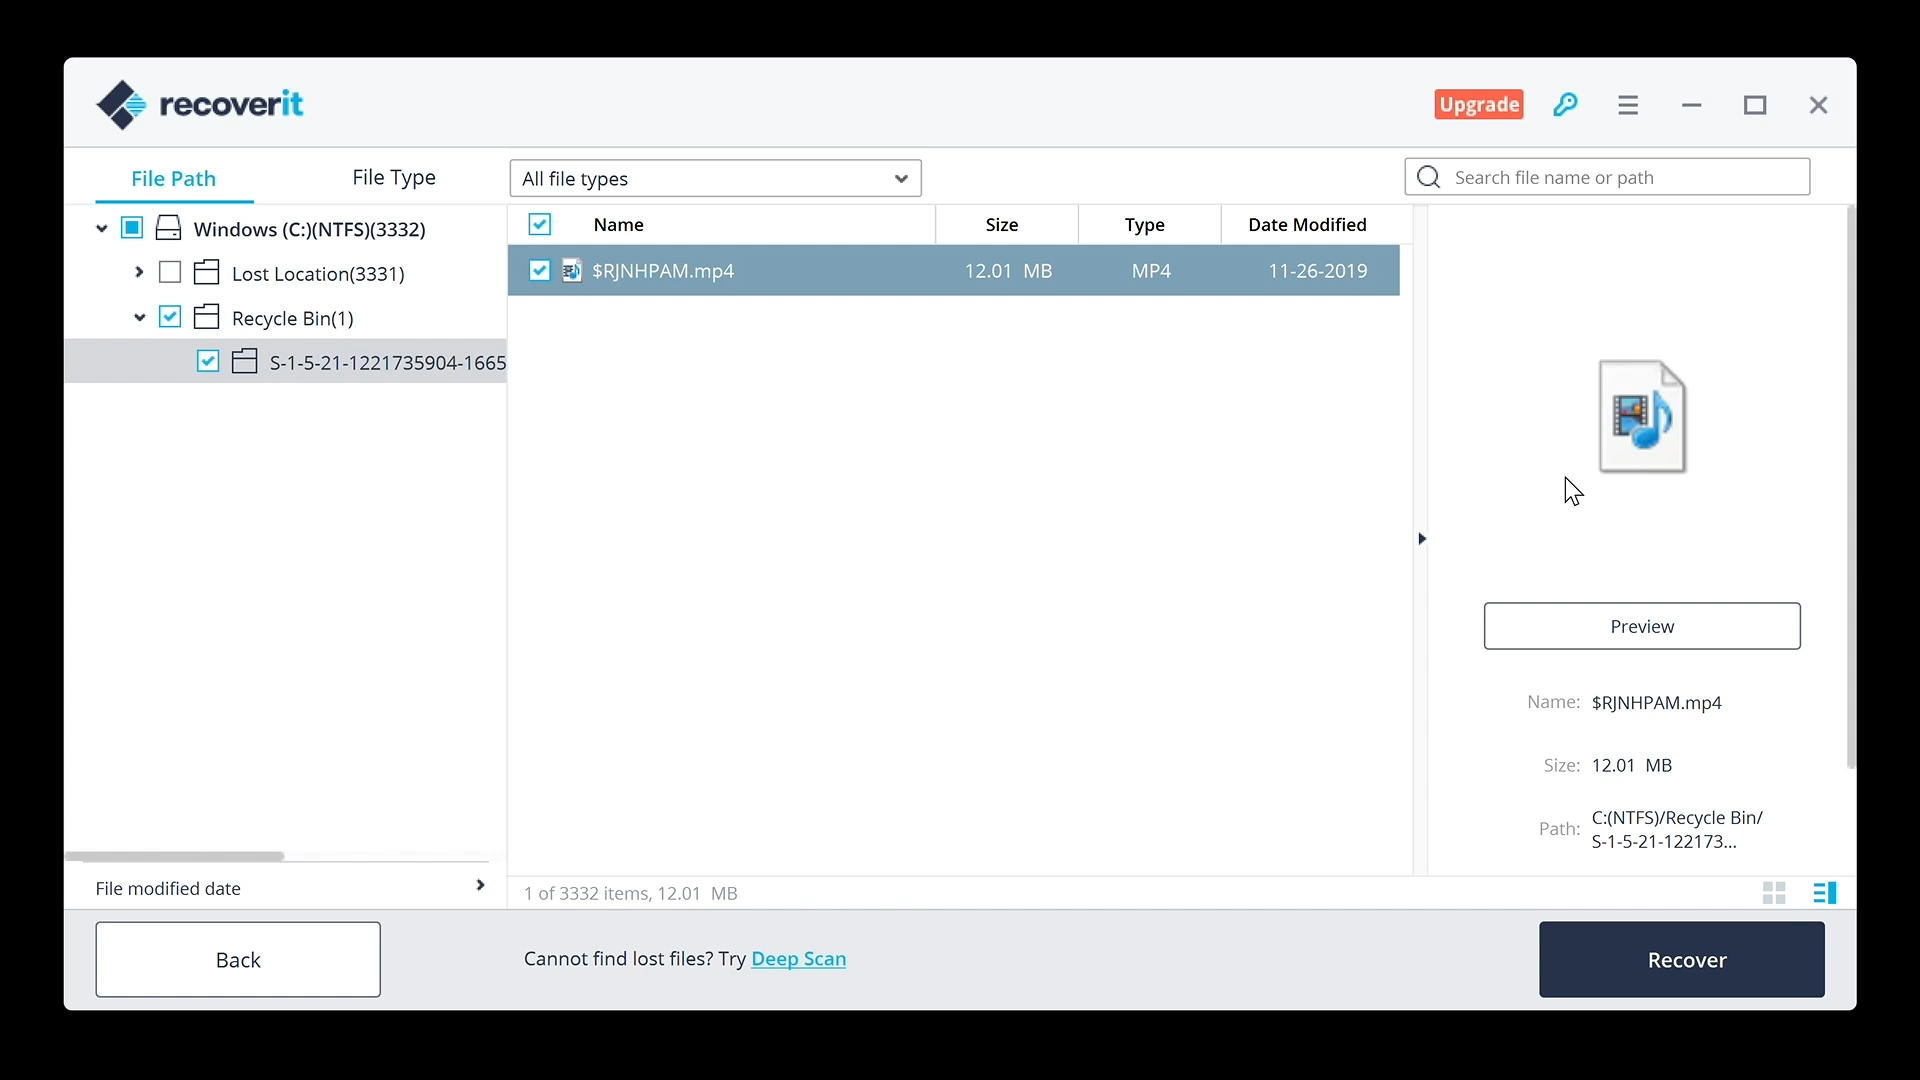 recoverit
Upgrade
File Path
File Type
All file types
Search file name or path
Windows (C:)(NTFS)(3332)
Lost Location(3331)
Recycle Bin(1)
S-1-5-21-1221735904-1665
Name Size Type Date Modified
$RJNHPAM.mp4 12.01 MB MP4 11-26-2019
Preview
Name: $RJNHPAM.mp4
Size: 12.01 MB
Path: C:(NTFS)/Recycle Bin/
S-1-5-21-122173...
File modified date
1 of 3332 items, 12.01 MB
Back
Cannot find lost files? Try Deep Scan
Recover